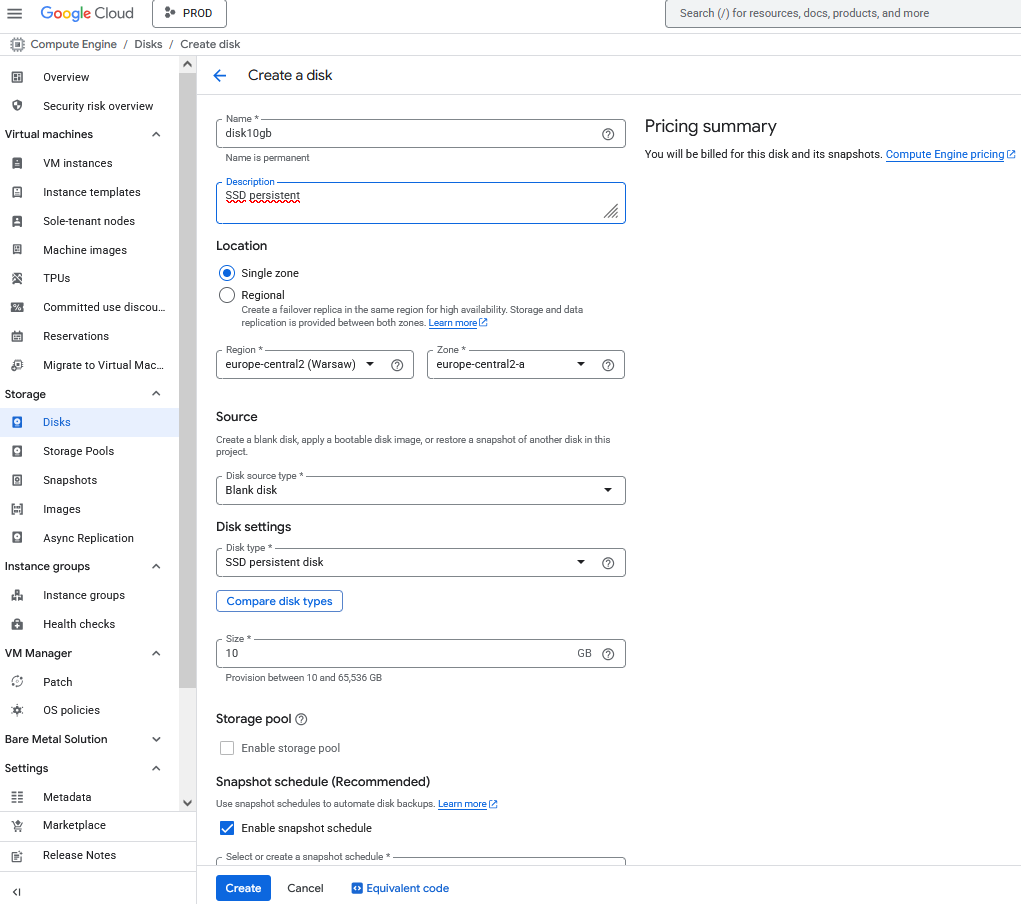 Google Cloud
PROD
Search (/) for resources, docs, products, and more
Compute Engine / Disks / Create disk
Overview
Security risk overview
Virtual machines
VM instances
Instance templates
Sole-tenant nodes
Machine images
TPUs
Committed use discou...
Reservations
Migrate to Virtual Mac...
Storage
Disks
Storage Pools
Snapshots
Images
Async Replication
Instance groups
Instance groups
Health checks
VM Manager
Patch
OS policies
Bare Metal Solution
Settings
Metadata
Marketplace
Release Notes
Create a disk
Name *
disk10gb
Name is permanent
Description
SSD persistent
Location
Single zone
Regional
Create a failover replica in the same region for high availability. Storage and data
replication is provided between both zones. Learn more
Region *
europe-central2 (Warsaw)
Zone *
europe-central2-a
Source
Create a blank disk, apply a bootable disk image, or restore a snapshot of another disk in this
project.
Disk source type *
Blank disk
Disk settings
Disk type *
SSD persistent disk
Compare disk types
Size *
10 GB
Provision between 10 and 65,536 GB
Storage pool
Enable storage pool
Snapshot schedule (Recommended)
Use snapshot schedules to automate disk backups. Learn more
Enable snapshot schedule
Select or create a snapshot schedule *
Create
Cancel
Equivalent code
Pricing summary
You will be billed for this disk and its snapshots. Compute Engine pricing